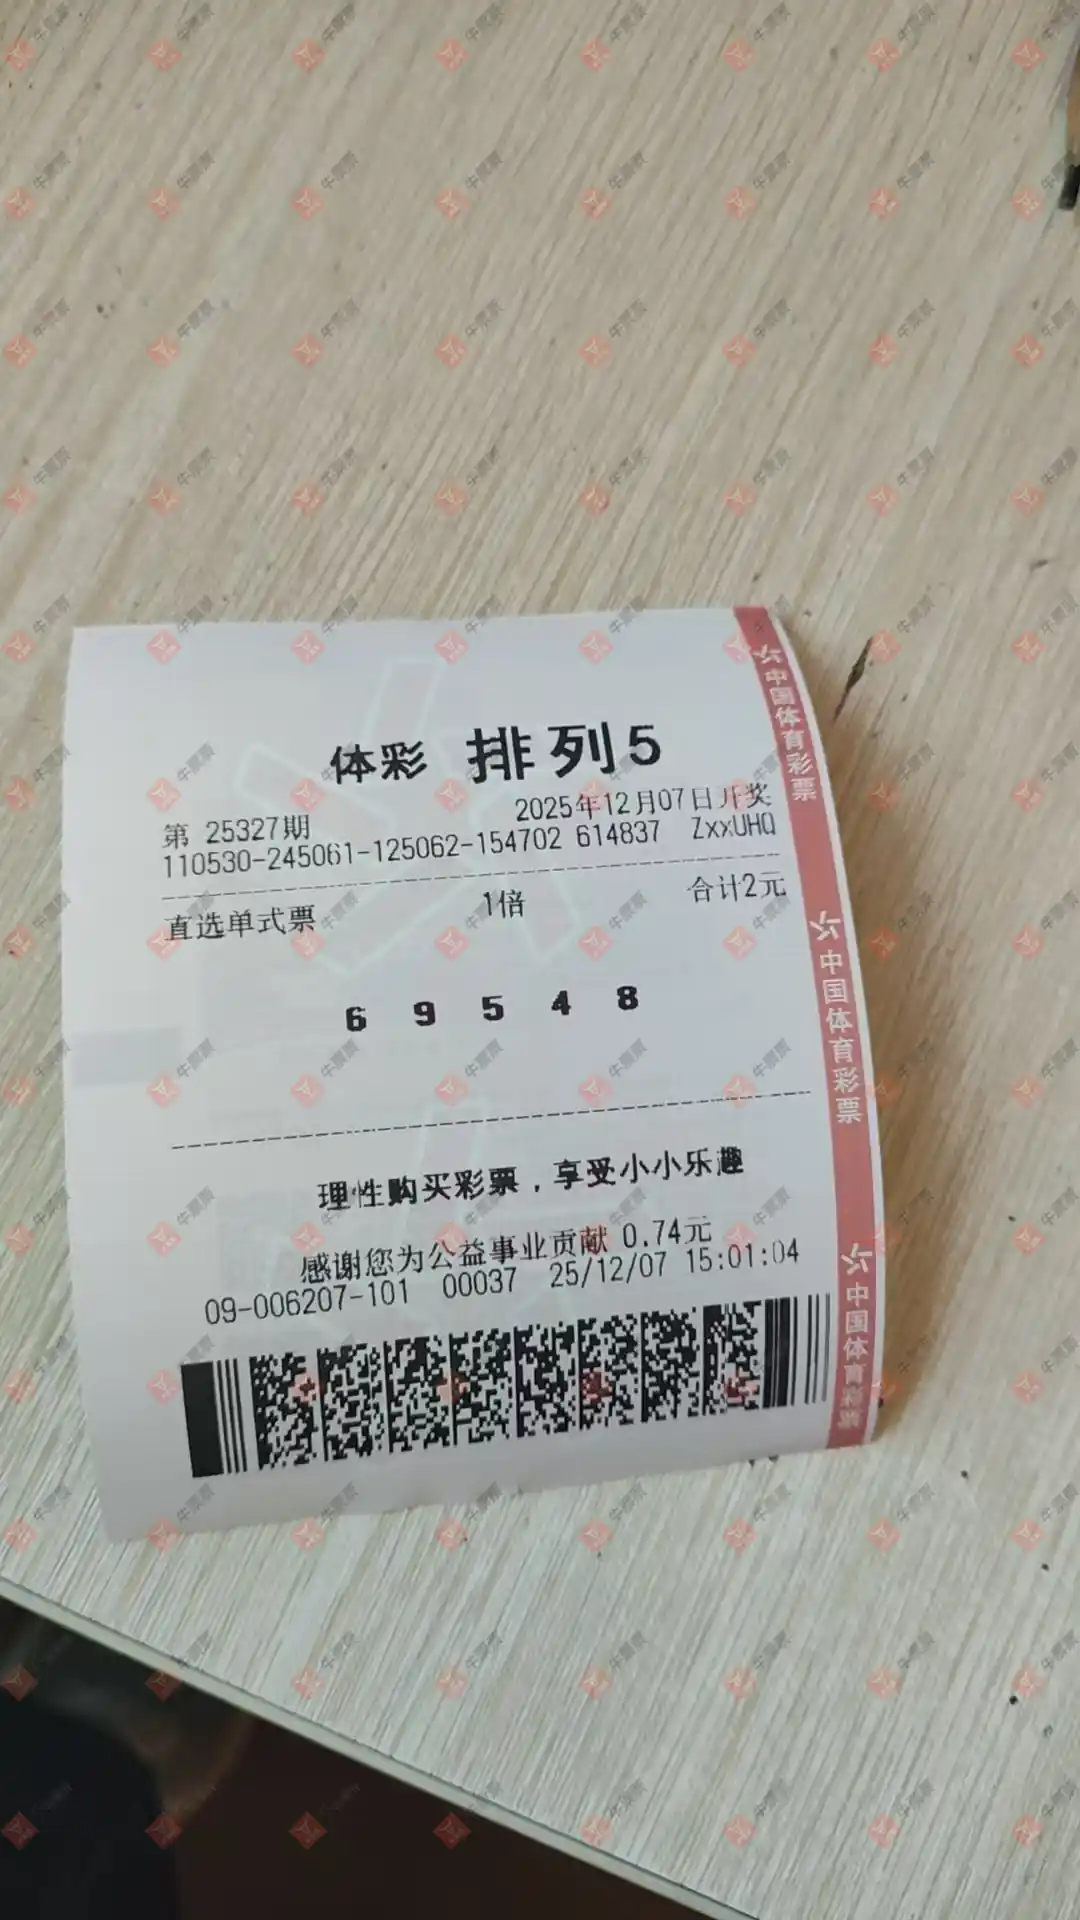 体彩 排列5
第 25327期 2025年12月07日开奖
110530-245061-125062-154702 614837 ZxxUHQ
直选单式票 1倍 合计2元
6 9 5 4 8
理性购买彩票，享受小小乐趣
感谢您为公益事业贡献 0.74元
09-006207-101 00037 25/12/07 15:01:04
中国体育彩票
中国体育彩票
中国体育彩票